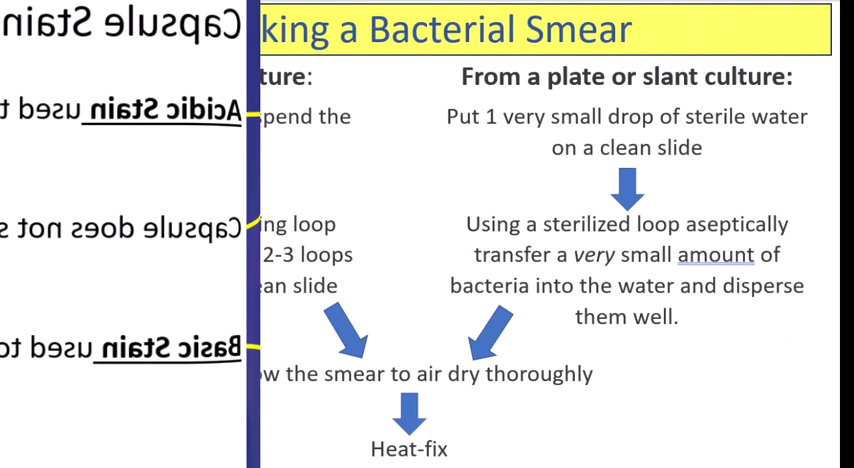 Capsule Stain
Acidic Stain used t
Capsule does not s
Basic Stain used to
king a Bacterial Smear
ture:
pend the
ing loop
2-3 loops
ean slide
From a plate or slant culture:
Put 1 very small drop of sterile water
on a clean slide
Using a sterilized loop aseptically
transfer a very small amount of
bacteria into the water and disperse
them well.
ow the smear to air dry thoroughly
Heat-fix